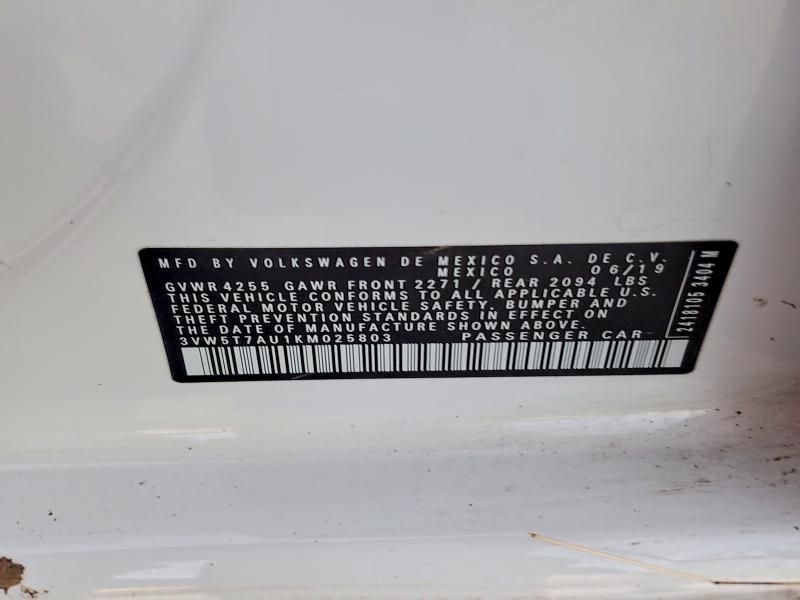 MFD BY VOLKSWAGEN DE MEXICO S.A. DE C.V.
MEXICO 06/19
GVWR 4255 GAWR FRONT 2271 / REAR 2094 LBS
THIS VEHICLE CONFORMS TO ALL APPLICABLE U.S.
FEDERAL MOTOR VEHICLE SAFETY, BUMPER AND
THEFT PREVENTION STANDARDS IN EFFECT ON
THE DATE OF MANUFACTURE SHOWN ABOVE.
3VW5T7AU1KM025803 PASSENGER CAR
2418105 3404 M